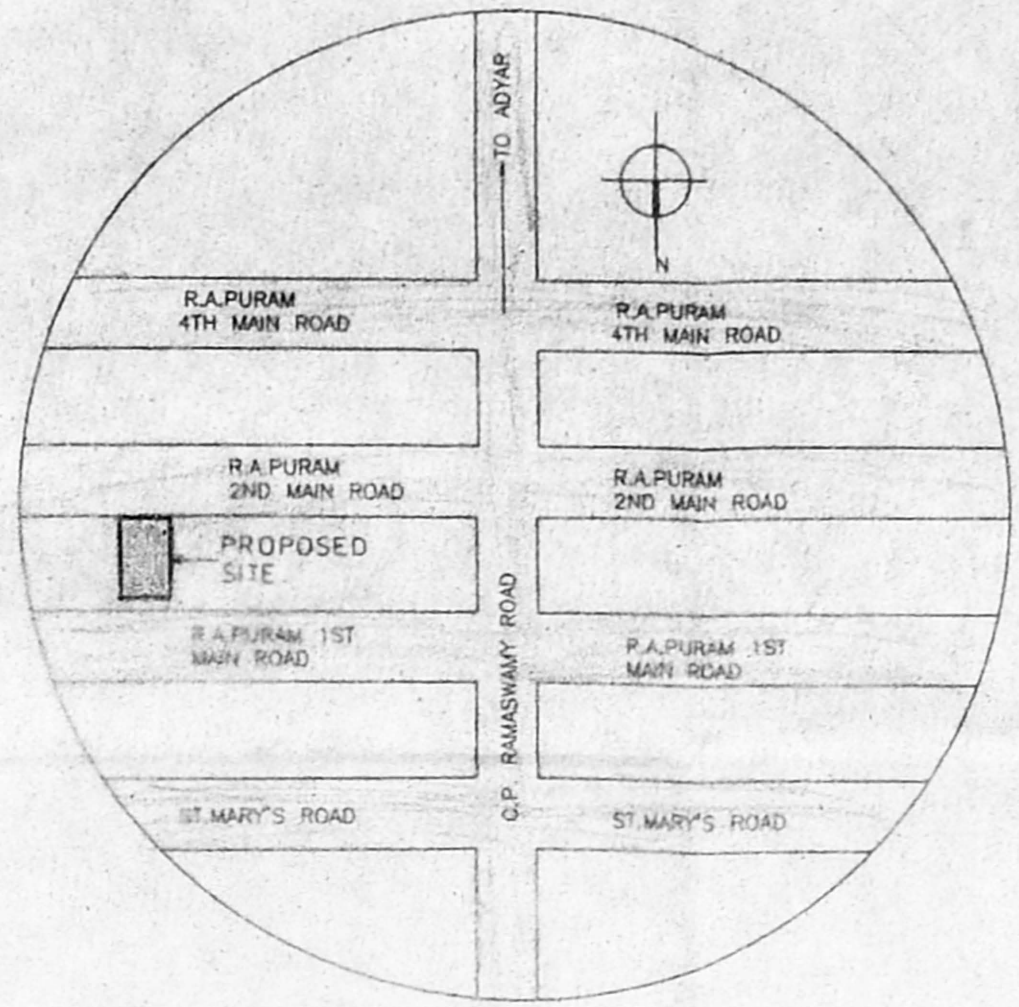 TO ADYAR
N
R.A.PURAM
4TH MAIN ROAD
R.A.PURAM
4TH MAIN ROAD
R.A.PURAM
2ND MAIN ROAD
R.A.PURAM
2ND MAIN ROAD
PROPOSED
SITE
C.P. RAMASWAMY ROAD
R.A.PURAM 1ST
MAIN ROAD
R.A.PURAM 1ST
MAIN ROAD
ST.MARY'S ROAD
ST.MARY'S ROAD